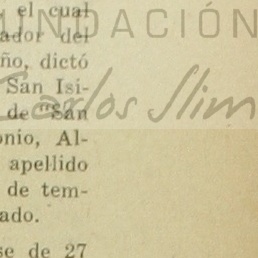 , el cual
FUNDACIÓN
ador del
ño, dictó
San Isi-
Carlos Slim
de "San
onio, Al-
apellido
de tem-
ado.
se de 27